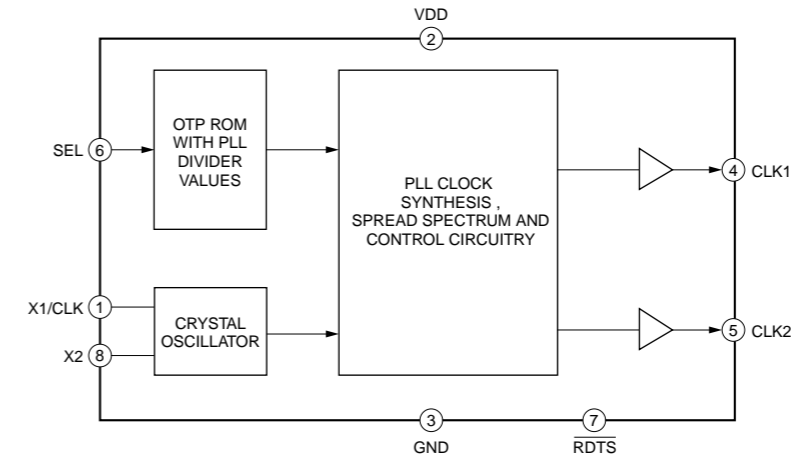 VDD
2
OTP ROM
WITH PLL
DIVIDER
VALUES
SEL 6
PLL CLOCK
SYNTHESIS ,
SPREAD SPECTRUM AND
CONTROL CIRCUITRY
4 CLK1
X1/CLK 1
CRYSTAL
OSCILLATOR
X2 8
5 CLK2
3
GND
7
RDTS